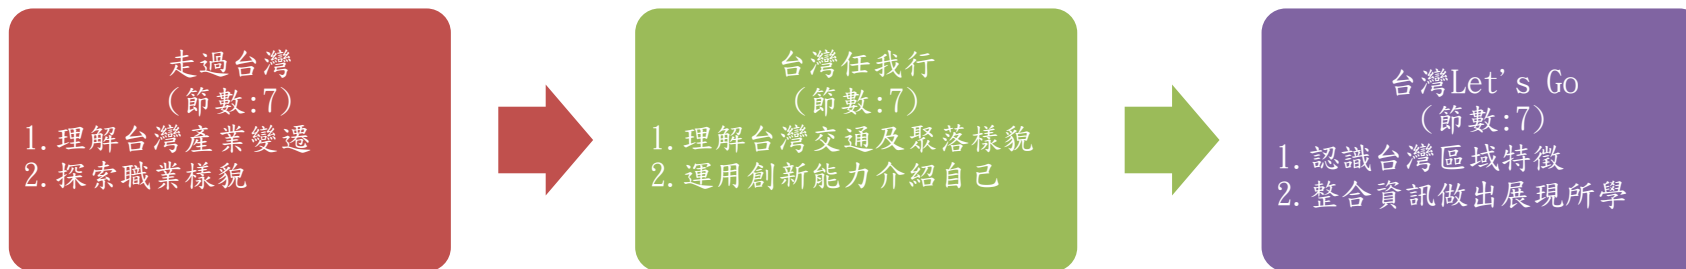 走過台灣
(節數:7)
1.理解台灣產業變遷
2.探索職業樣貌
台灣任我行
(節數:7)
1.理解台灣交通及聚落樣貌
2.運用創新能力介紹自己
台灣Let's Go
(節數:7)
1.認識台灣區域特徵
2.整合資訊做出展現所學